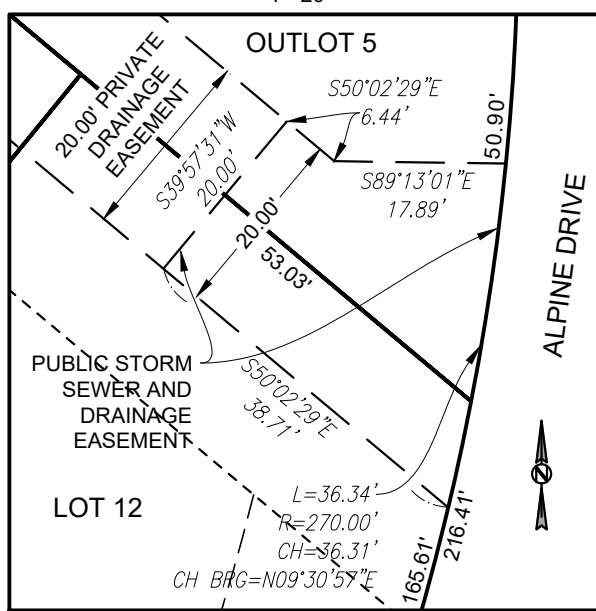 OUTLOT 5
20.00' PRIVATE
DRAINAGE
EASEMENT
S50°02'29"E
6.44'
S39°57'31"W
20.00'
50.90'
S89°13'01"E
17.89'
20.00'
53.03'
ALPINE DRIVE
PUBLIC STORM
SEWER AND
DRAINAGE
EASEMENT
S50°02'29"E
38.71'
LOT 12
L=36.34'
R=270.00'
CH=36.31'
CH BRG=N09°30'57"E
165.61'
216.41'
N